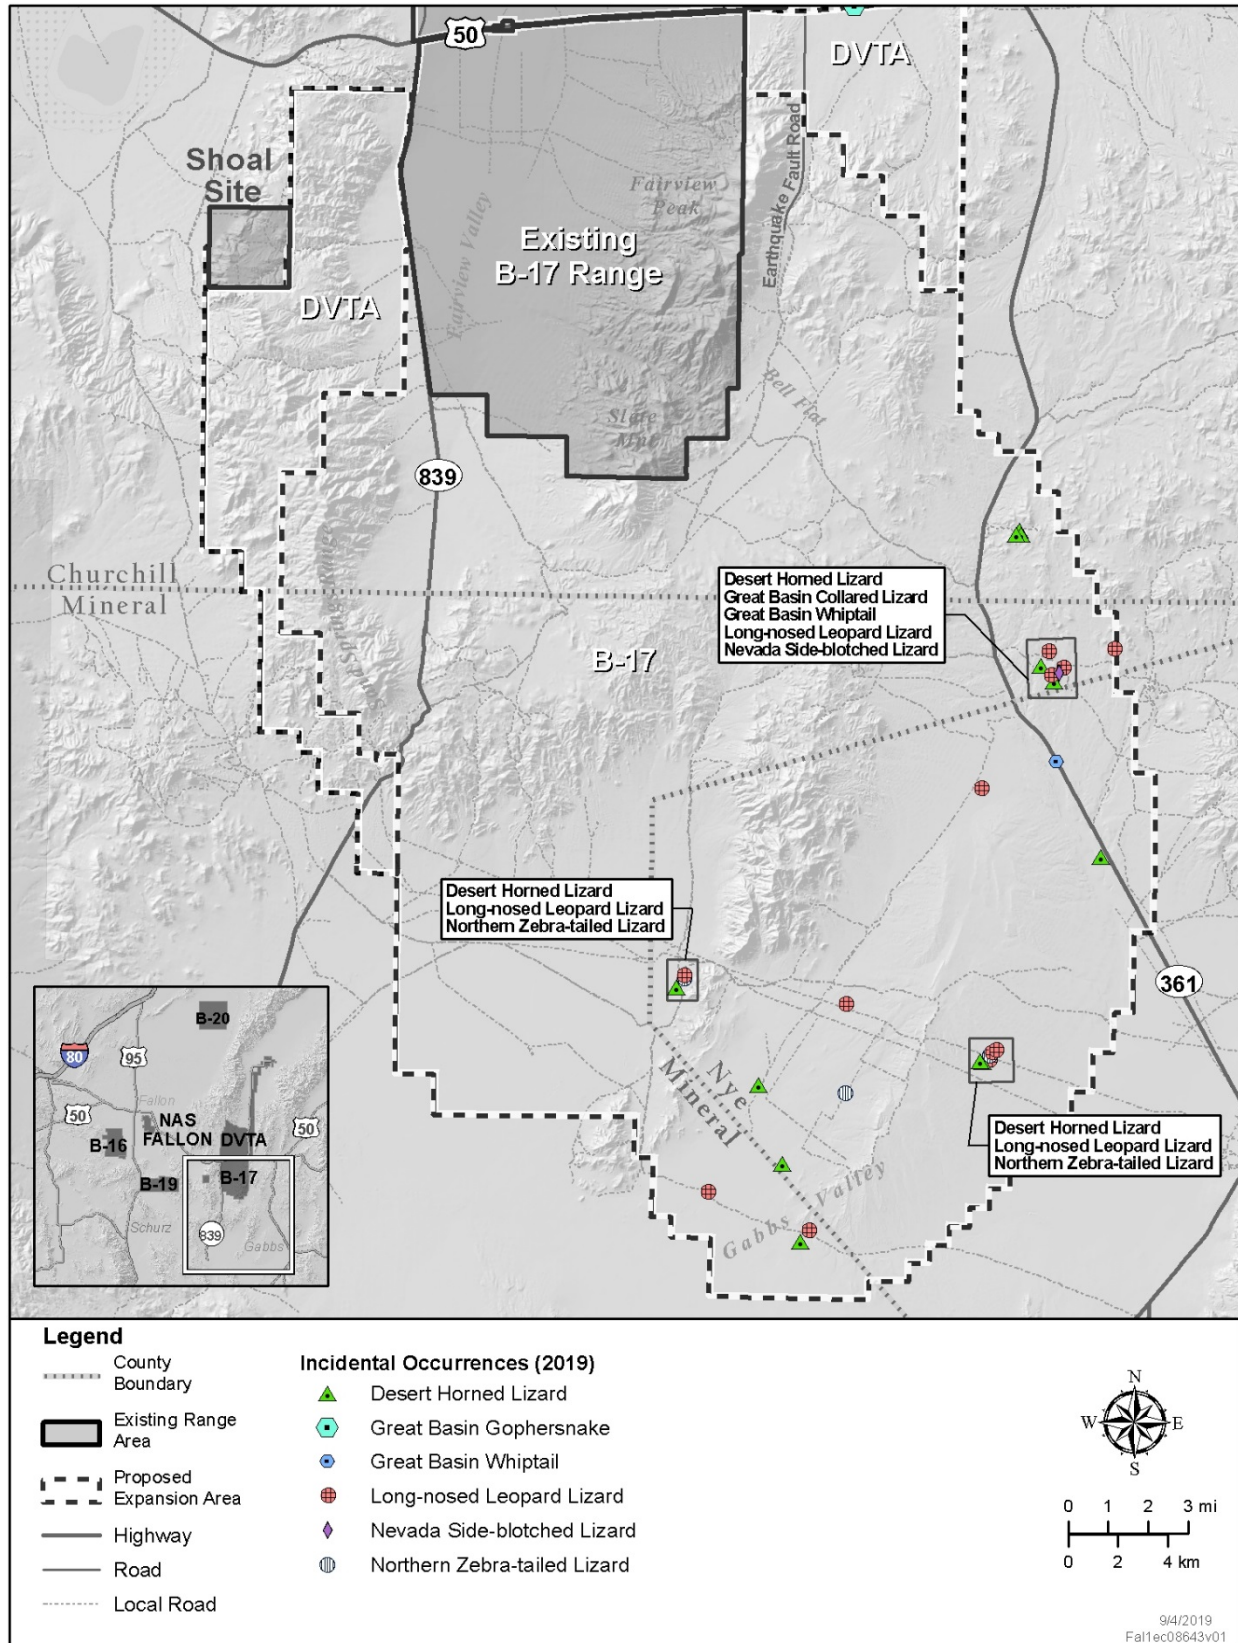 50
DVTA
Shoal
Site
Fairview
Peak
Fairview Valley
Earthquake Fault Road
Existing
B-17 Range
DVTA
Bell Flat
Slate
Mtn
839
Churchill
Mineral
B-17
Desert Horned Lizard
Great Basin Collared Lizard
Great Basin Whiptail
Long-nosed Leopard Lizard
Nevada Side-blotched Lizard
Desert Horned Lizard
Long-nosed Leopard Lizard
Northern Zebra-tailed Lizard
361
Nye
Mineral
Desert Horned Lizard
Long-nosed Leopard Lizard
Northern Zebra-tailed Lizard
Gabbs Valley
B-20
80
95
Fallon
50
NAS
FALLON
DVTA
50
B-16
B-19
B-17
Schurz
839
Gabbs
Legend
County
Boundary
Existing Range
Area
Proposed
Expansion Area
Highway
Road
Local Road
Incidental Occurrences (2019)
Desert Horned Lizard
Great Basin Gophersnake
Great Basin Whiptail
Long-nosed Leopard Lizard
Nevada Side-blotched Lizard
Northern Zebra-tailed Lizard
N
W
E
S
0 1 2 3 mi
0 2 4 km
9/4/2019
Fal1ec08643v01